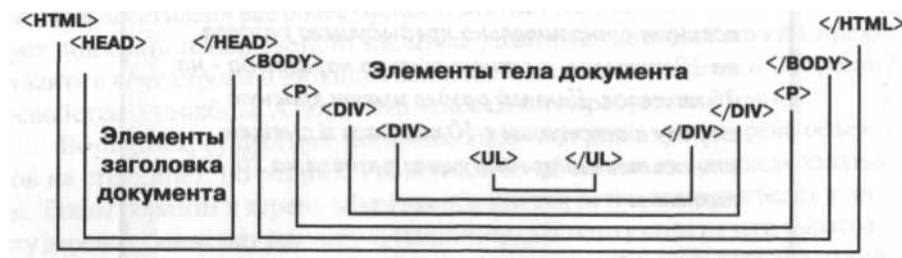 <HTML> </HTML>
<HEAD> </HEAD>
<BODY> Элементы тела документа </BODY>
<P> <P>
<DIV> </DIV>
<DIV> </DIV>
Элементы <UL> </UL>
заголовка
документа